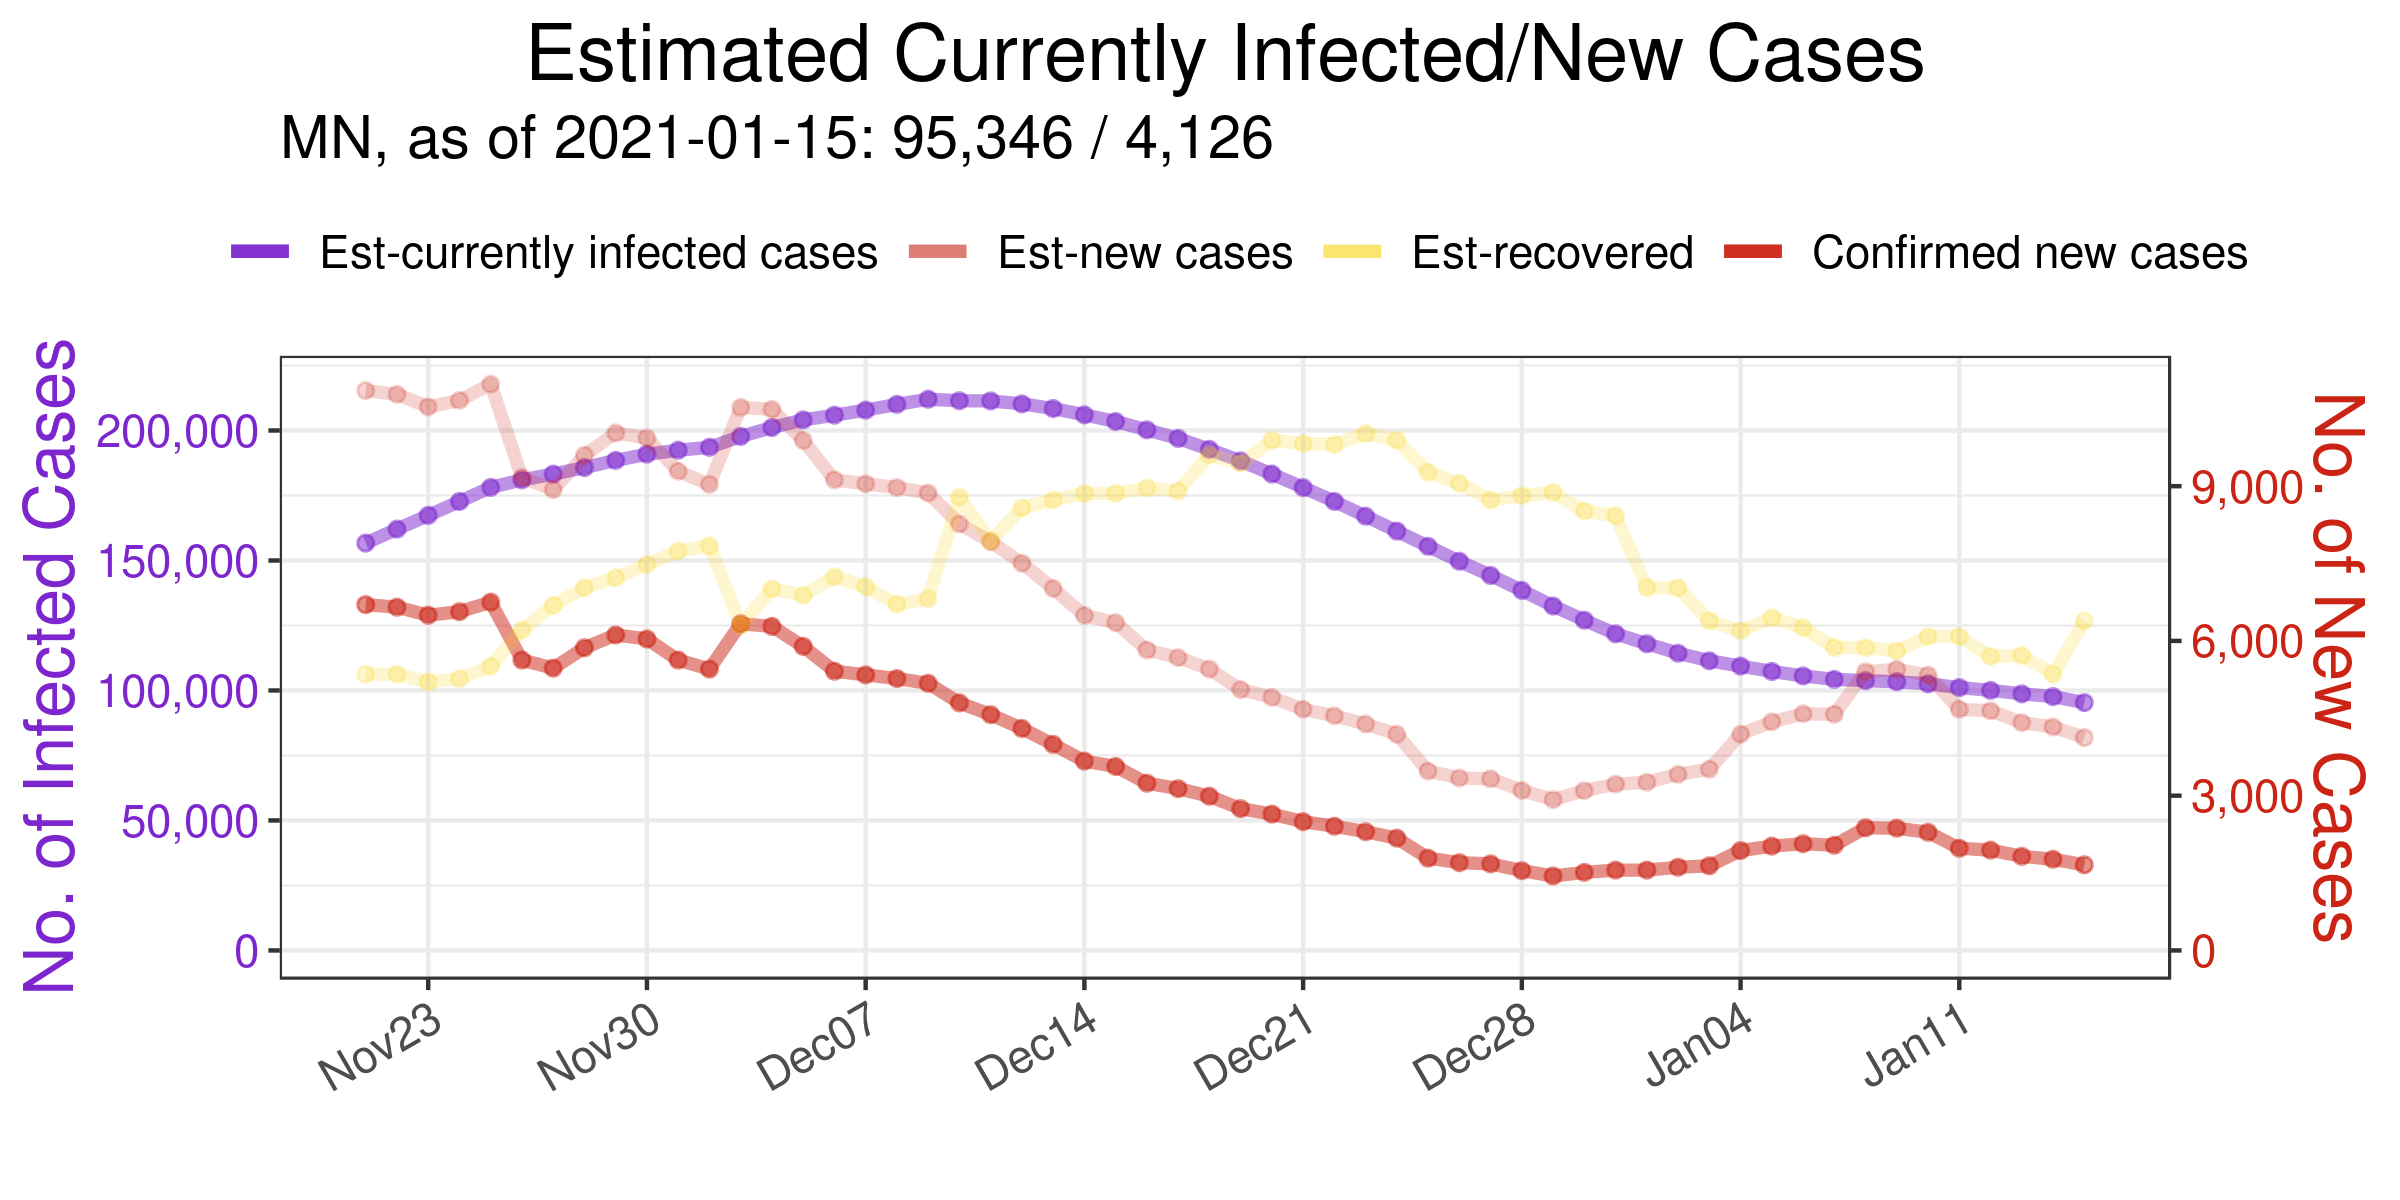 Estimated Currently Infected/New Cases
MN, as of 2021-01-15: 95,346 / 4,126
Est-currently infected cases Est-new cases Est-recovered Confirmed new cases
No. of Infected Cases
200,000
150,000
100,000
50,000
0
9,000
6,000
3,000
0
No. of New Cases
Nov23 Nov30 Dec07 Dec14 Dec21 Dec28 Jan04 Jan11